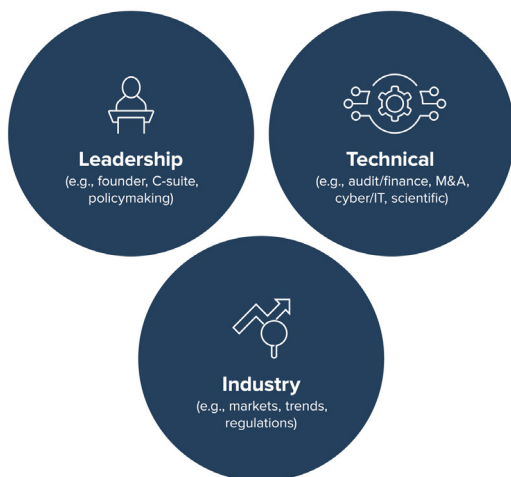 Leadership
(e.g., founder, C-suite,
policymaking)
Technical
(e.g., audit/finance, M&A,
cyber/IT, scientific)
Industry
(e.g., markets, trends,
regulations)